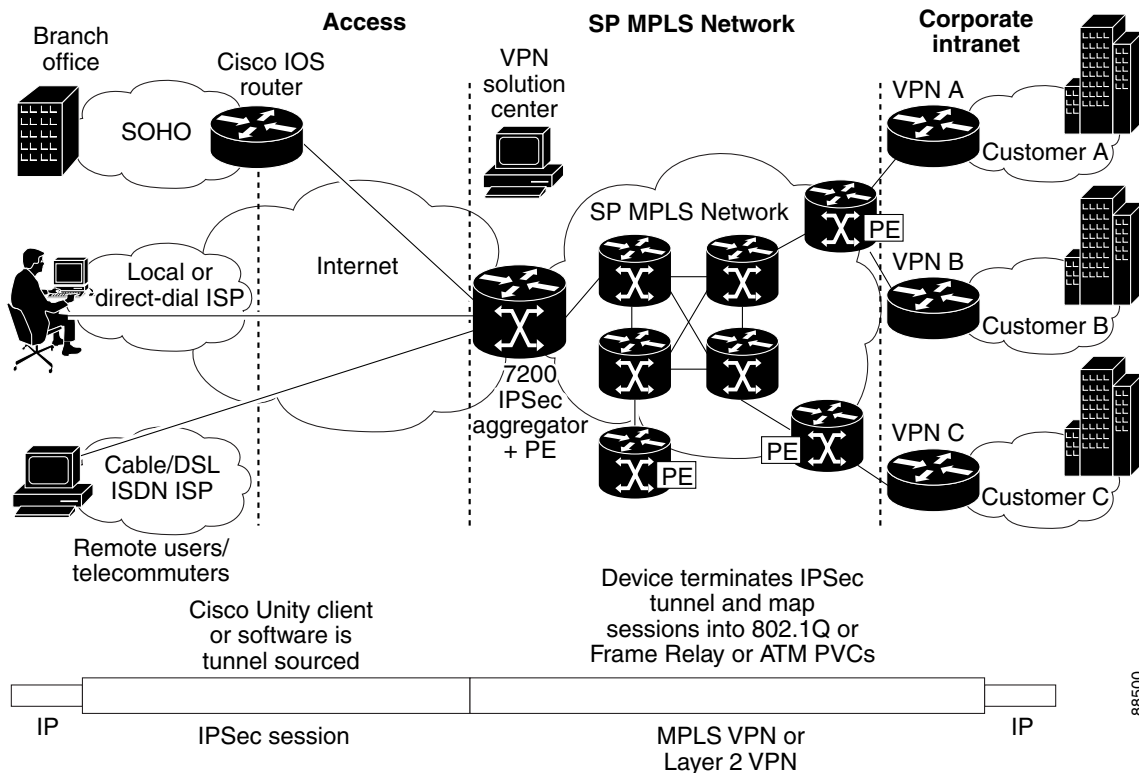 Access
SP MPLS Network
Corporate
intranet
Branch
office
Cisco IOS
router
VPN
solution
center
VPN A
SOHO
Customer A
SP MPLS Network
PE
Internet
Local or
direct-dial ISP
VPN B
Customer B
7200
IPSec
aggregator
+ PE
PE
PE
VPN C
Cable/DSL
ISDN ISP
Customer C
Remote users/
telecommuters
Cisco Unity client
or software is
tunnel sourced
Device terminates IPSec
tunnel and map
sessions into 802.1Q or
Frame Relay or ATM PVCs
IP
IPSec session
MPLS VPN or
Layer 2 VPN
IP
88500